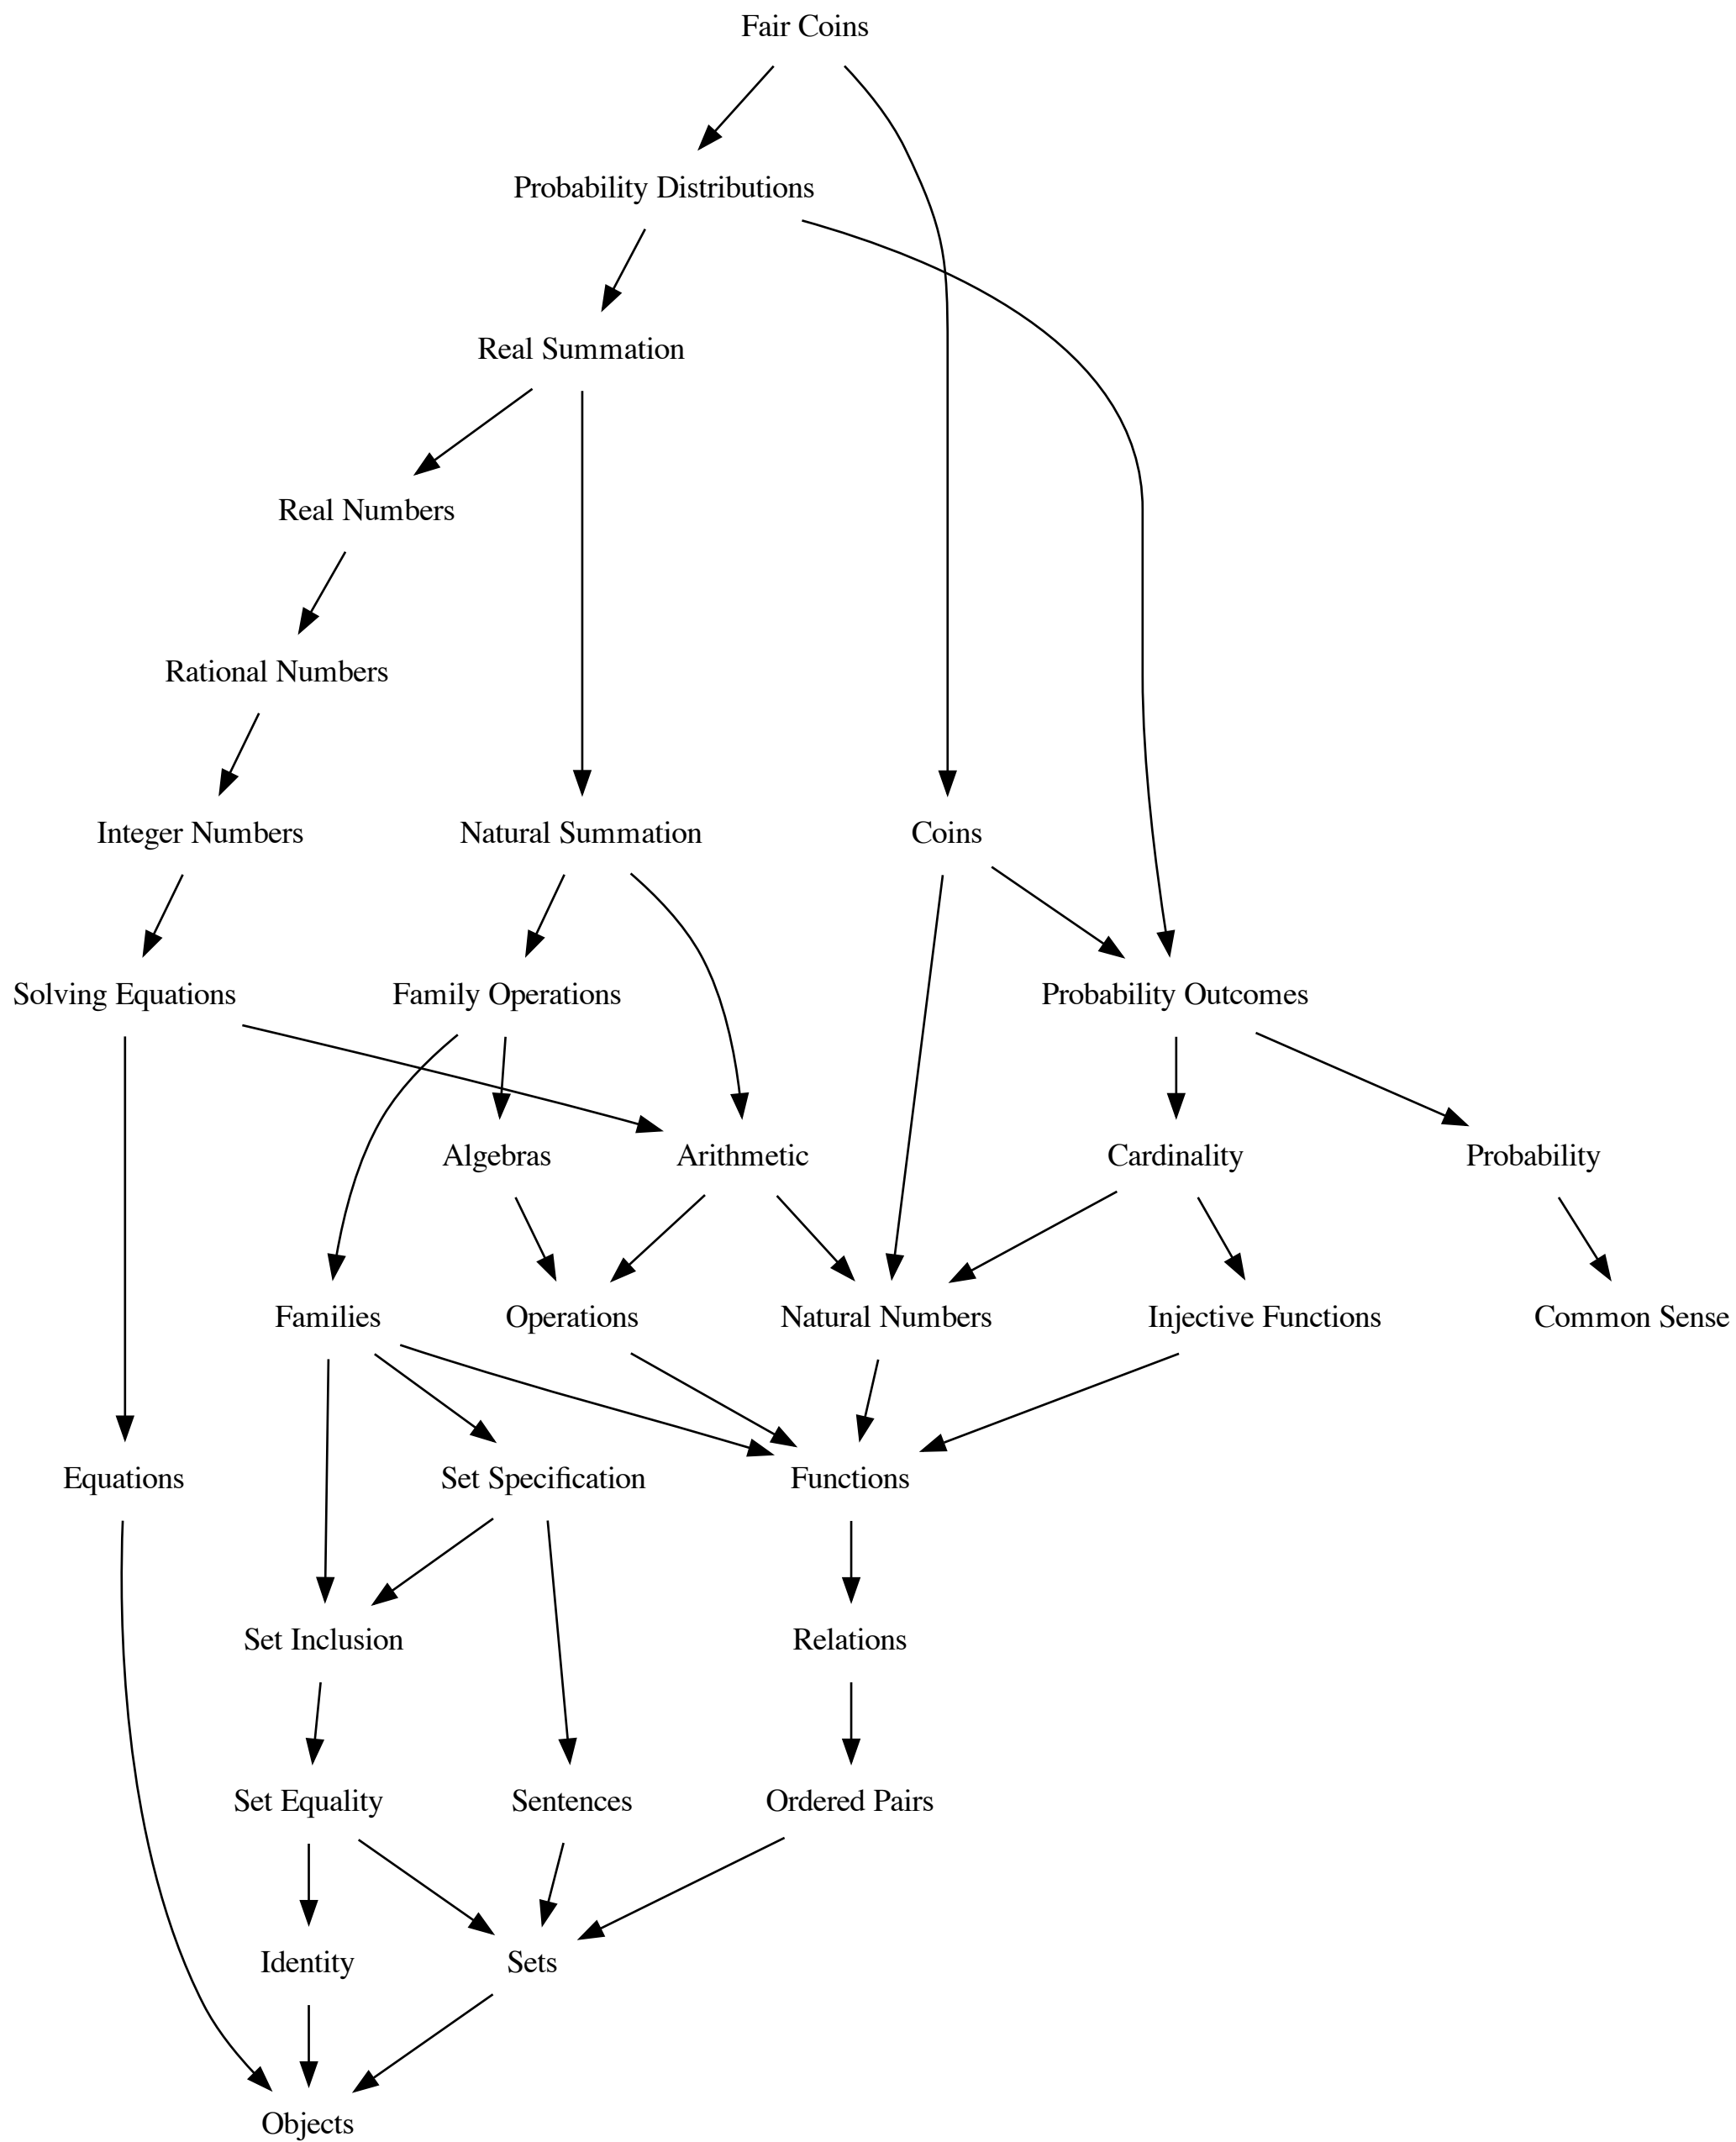 Fair Coins
Probability Distributions
Real Summation
Real Numbers
Rational Numbers
Integer Numbers
Natural Summation
Coins
Solving Equations
Family Operations
Probability Outcomes
Algebras
Arithmetic
Cardinality
Probability
Families
Operations
Natural Numbers
Injective Functions
Common Sense
Equations
Set Specification
Functions
Set Inclusion
Relations
Set Equality
Sentences
Ordered Pairs
Identity
Sets
Objects